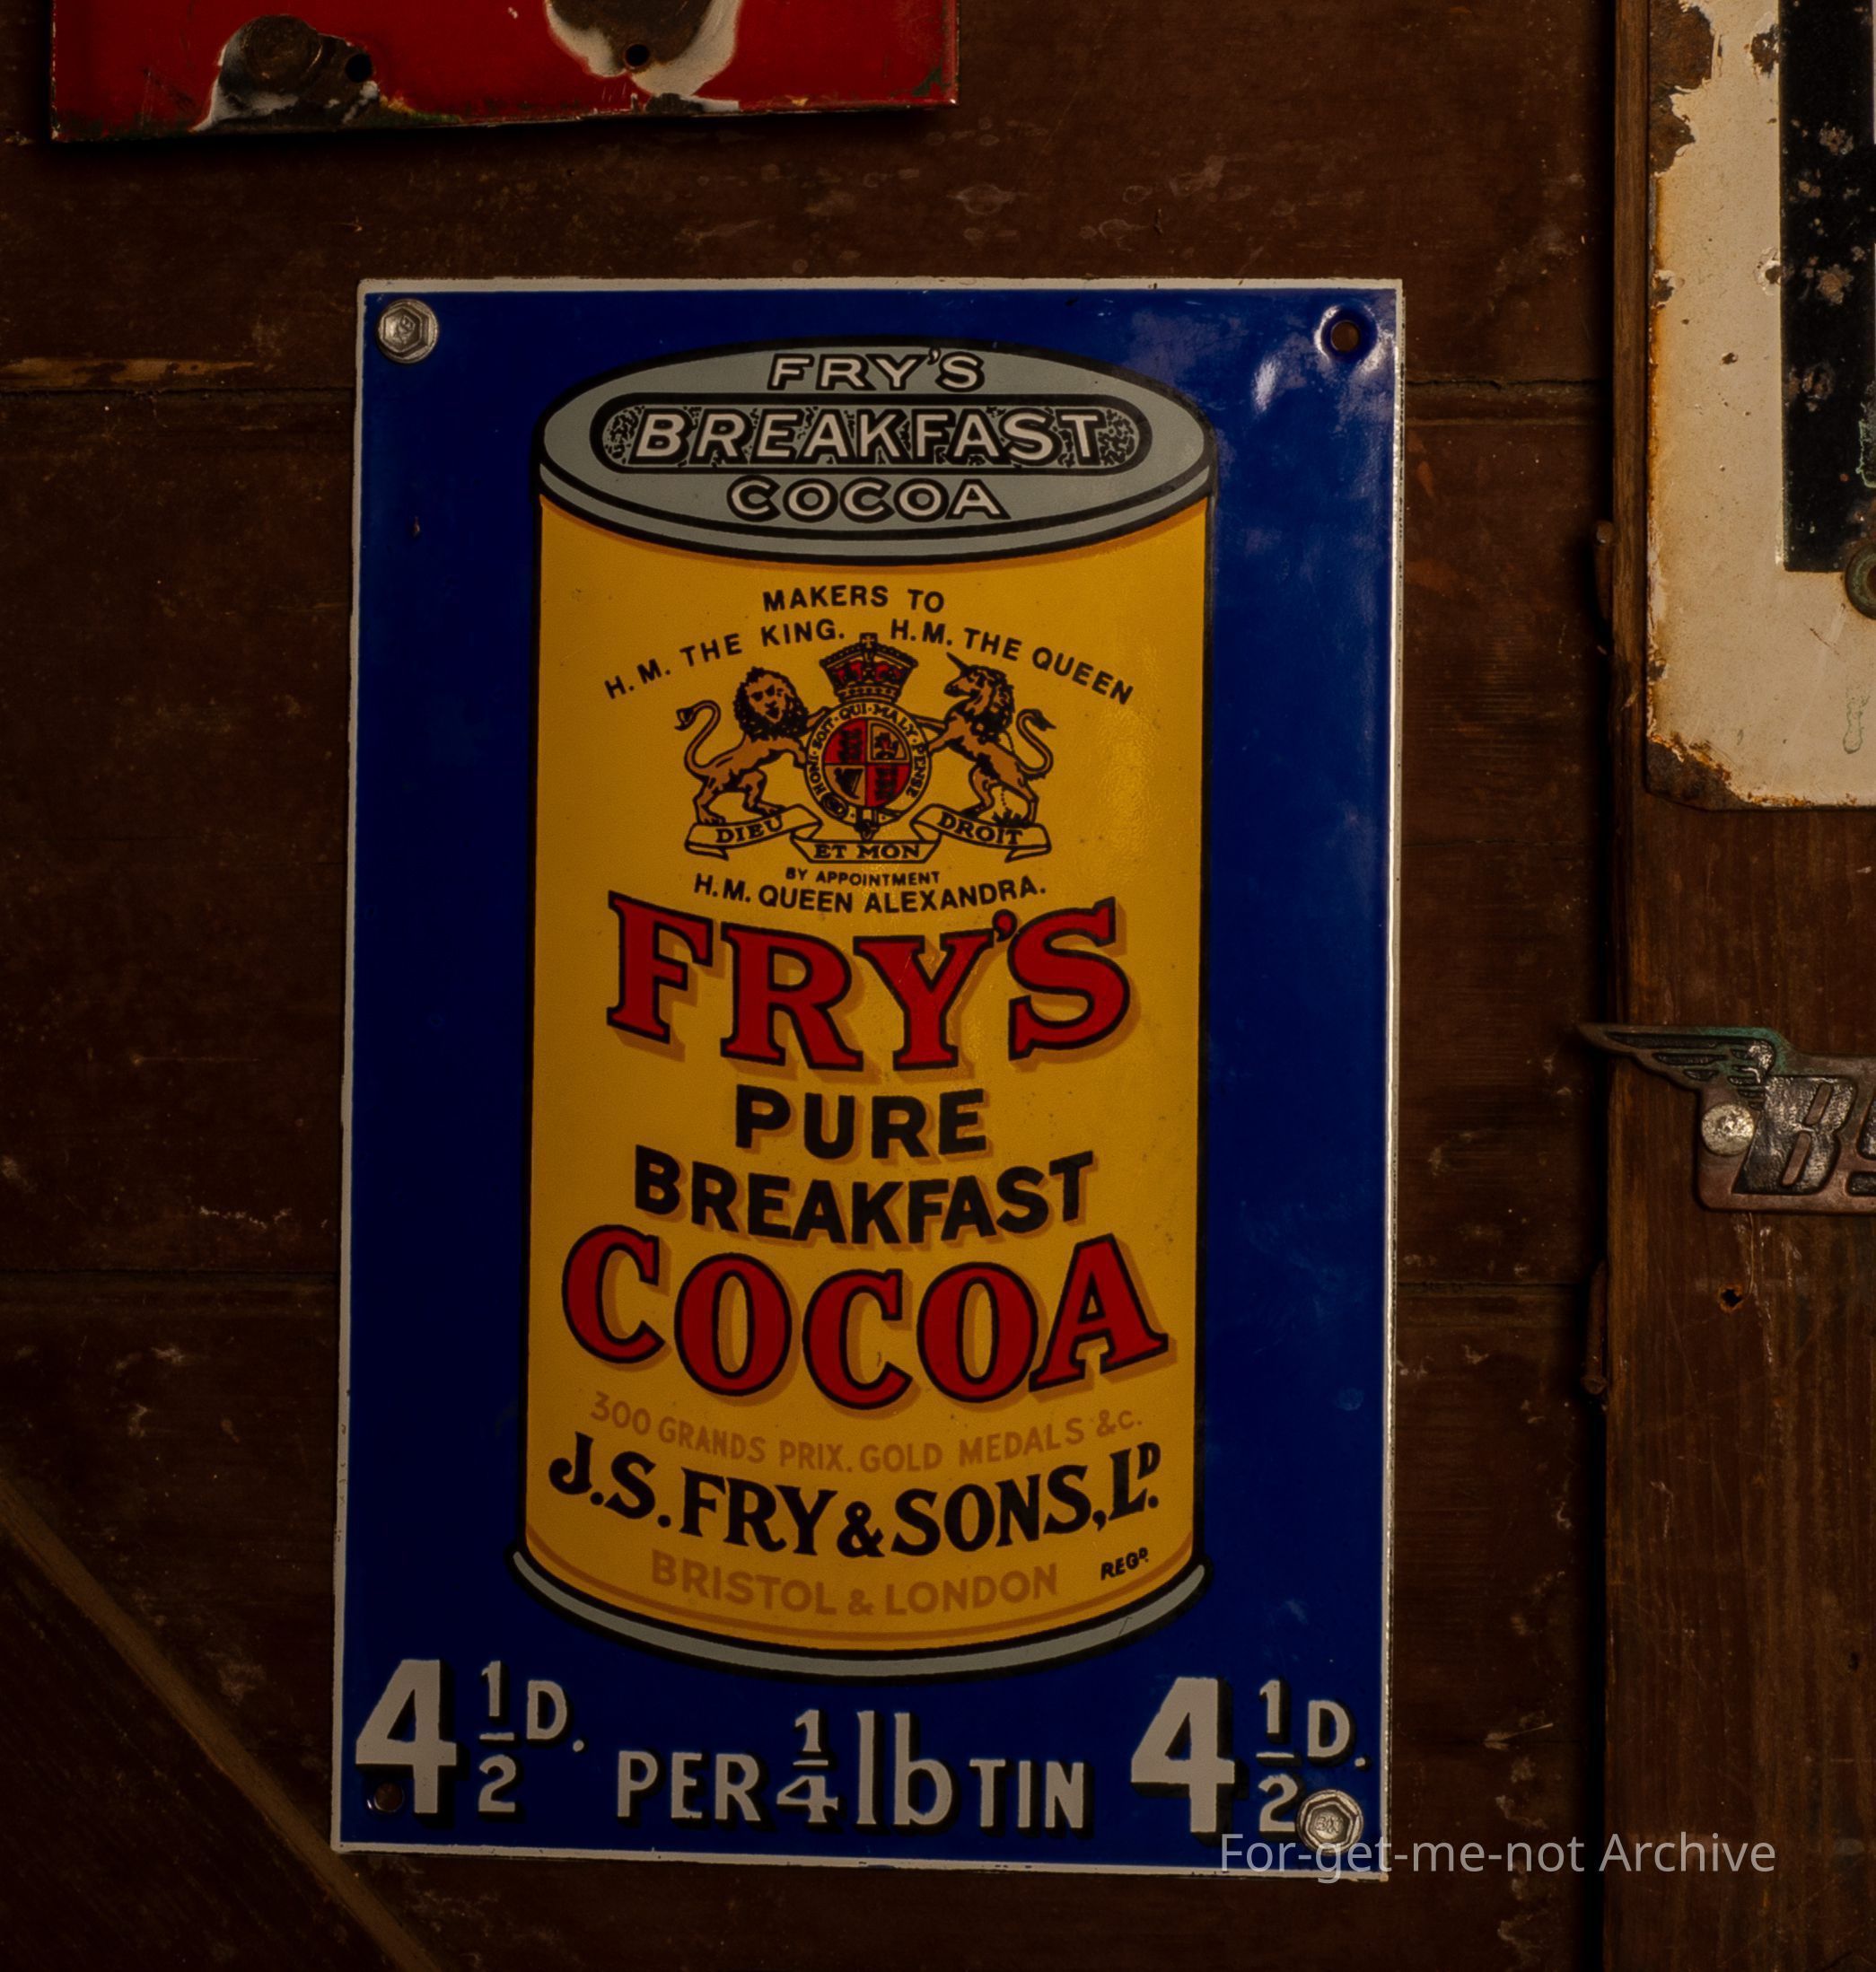 FRY'S
BREAKFAST
COCOA
MAKERS TO
H.M. THE KING. H.M. THE QUEEN
HONI·SOIT·QUI·MAL·Y·PENSE
DIEU ET MON DROIT
BY APPOINTMENT
H.M. QUEEN ALEXANDRA.
FRY'S
PURE
BREAKFAST
COCOA
300 GRANDS PRIX. GOLD MEDALS &c.
J.S. FRY & SONS, Lᴰ.
BRISTOL & LONDON
REGᴰ.
4½D. PER ¼ lb TIN 4½D.
For-get-me-not Archive